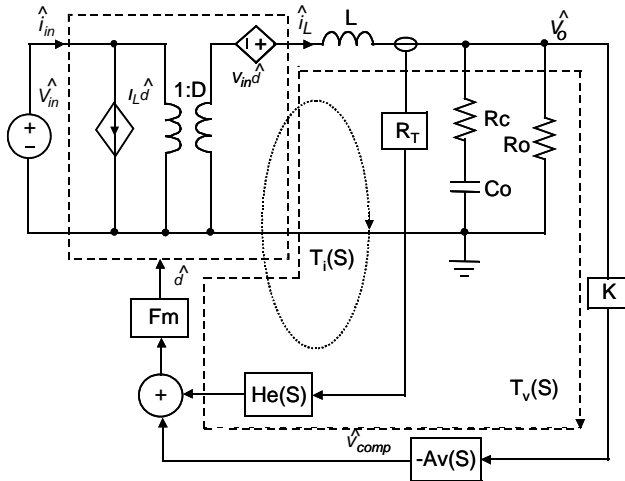 î_in
î_L
L
V̂_o
V̂_in
+
−
I_L d̂
1:D
+
V_in d̂
R_T
Rc
Ro
Co
T_i(S)
d̂
K
Fm
+
He(S)
T_v(S)
V̂_comp
-Av(S)